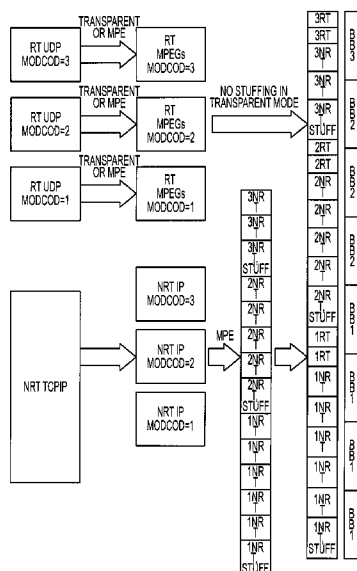 TRANSPARENT
OR MPE
RT UDP
MODCOD=3
RT
MPEGs
MODCOD=3
TRANSPARENT
OR MPE
RT UDP
MODCOD=2
RT
MPEGs
MODCOD=2
NO STUFFING IN
TRANSPARENT MODE
TRANSPARENT
OR MPE
RT UDP
MODCOD=1
RT
MPEGs
MODCOD=1
NRT TCPIP
NRT IP
MODCOD=3
NRT IP
MODCOD=2
NRT IP
MODCOD=1
MPE
3NR
T
3NR
T
3NR
T
STUFF
2NR
T
2NR
T
2NR
T
2NR
T
2NR
T
STUFF
1NR
T
1NR
T
1NR
T
1NR
T
1NR
T
1NR
T
STUFF
3RT
3RT
3NR
T
3NR
T
3NR
T
STUFF
2RT
2RT
2NR
T
2NR
T
2NR
T
2NR
T
2NR
T
STUFF
1RT
1RT
1NR
T
1NR
T
1NR
T
1NR
T
1NR
T
1NR
T
STUFF
BB3
BB2
BB2
BB2
BB1
BB1
BB1
BB1